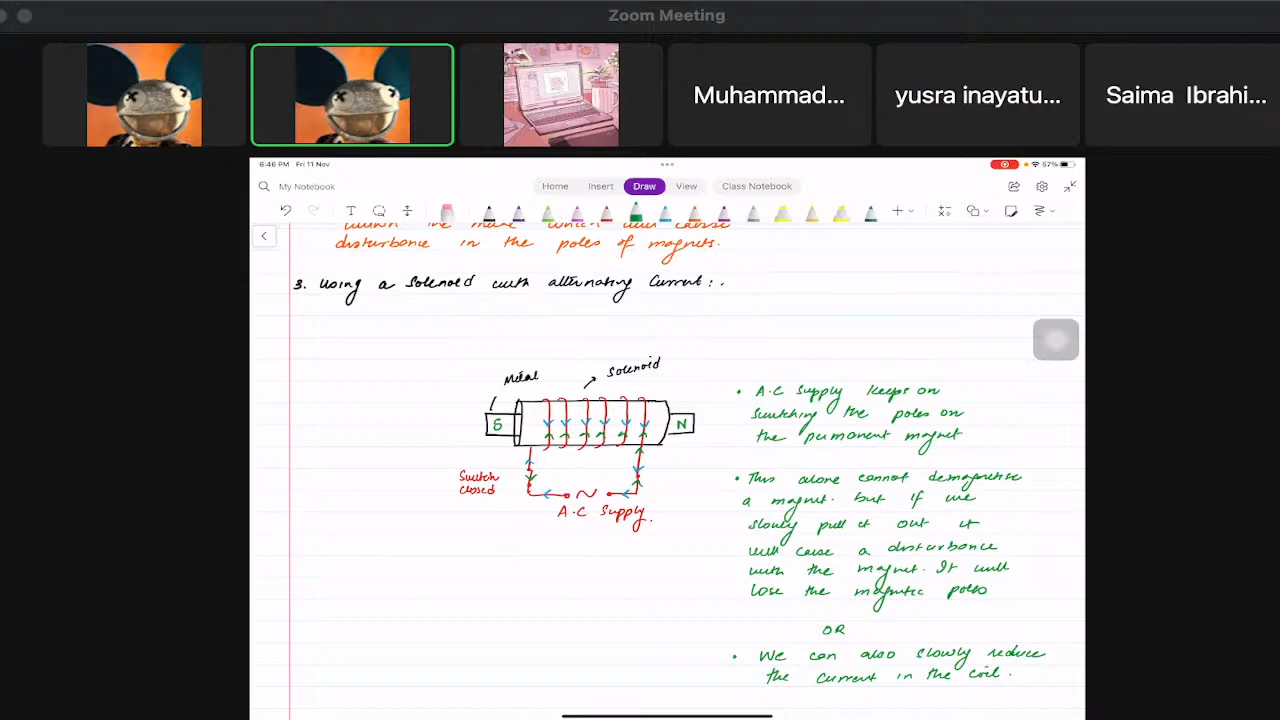 Zoom Meeting
Muhammad...
yusra inayatu...
Saima Ibrahi...
6:46 PM Fri 11 Nov
57%
My Notebook
Home
Insert
Draw
View
Class Notebook
which will cause
disturbance in the poles of magnets.
3. Using a Solenoid with alternating Current:.
Metal
Solenoid
S
N
Switch
closed
A.C Supply.
• A.C Supply keeps on
switching the poles on
the permanent magnet
• This alone cannot demagnetise
a magnet. but if we
slowly pull it out it
will cause a disturbance
with the magnet. It will
lose the magnetic poles
OR
• We can also slowly reduce
the current in the coil.